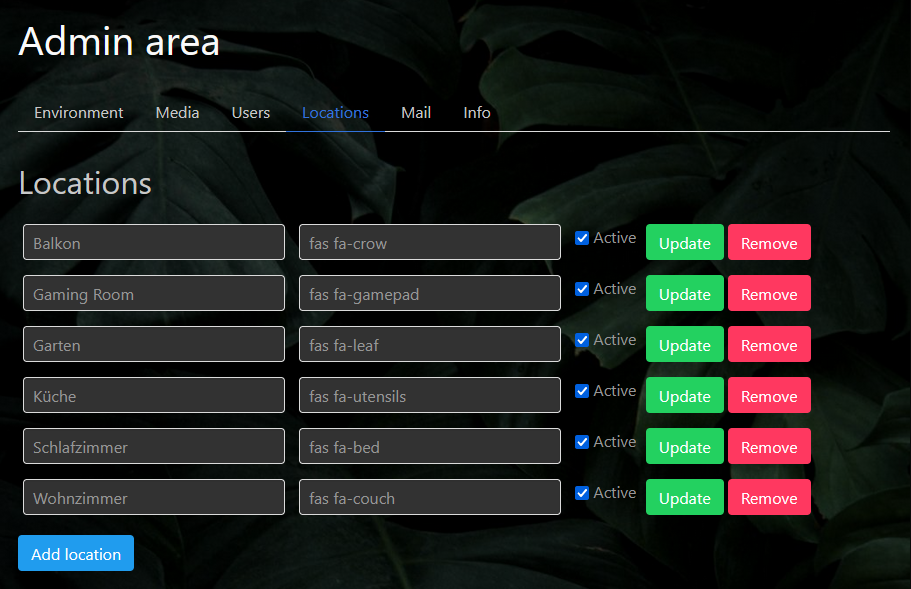 Admin area
Environment Media Users Locations Mail Info
Locations
Balkon fas fa-crow Active Update Remove
Gaming Room fas fa-gamepad Active Update Remove
Garten fas fa-leaf Active Update Remove
Küche fas fa-utensils Active Update Remove
Schlafzimmer fas fa-bed Active Update Remove
Wohnzimmer fas fa-couch Active Update Remove
Add location